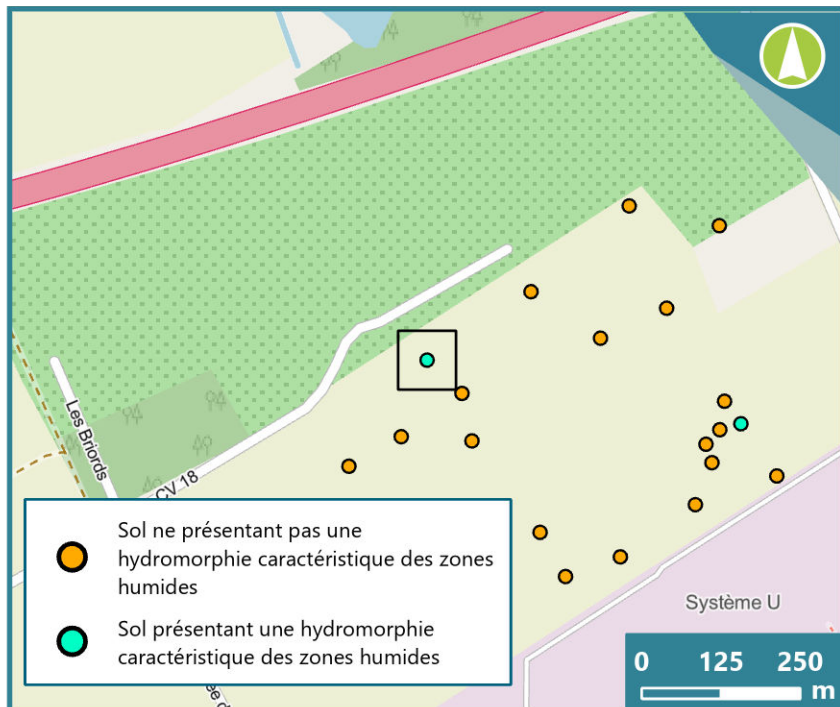 Les Briords
CV 18
Sol ne présentant pas une
hydromorphie caractéristique des zones
humides
Sol présentant une hydromorphie
caractéristique des zones humides
Système U
0 125 250
m